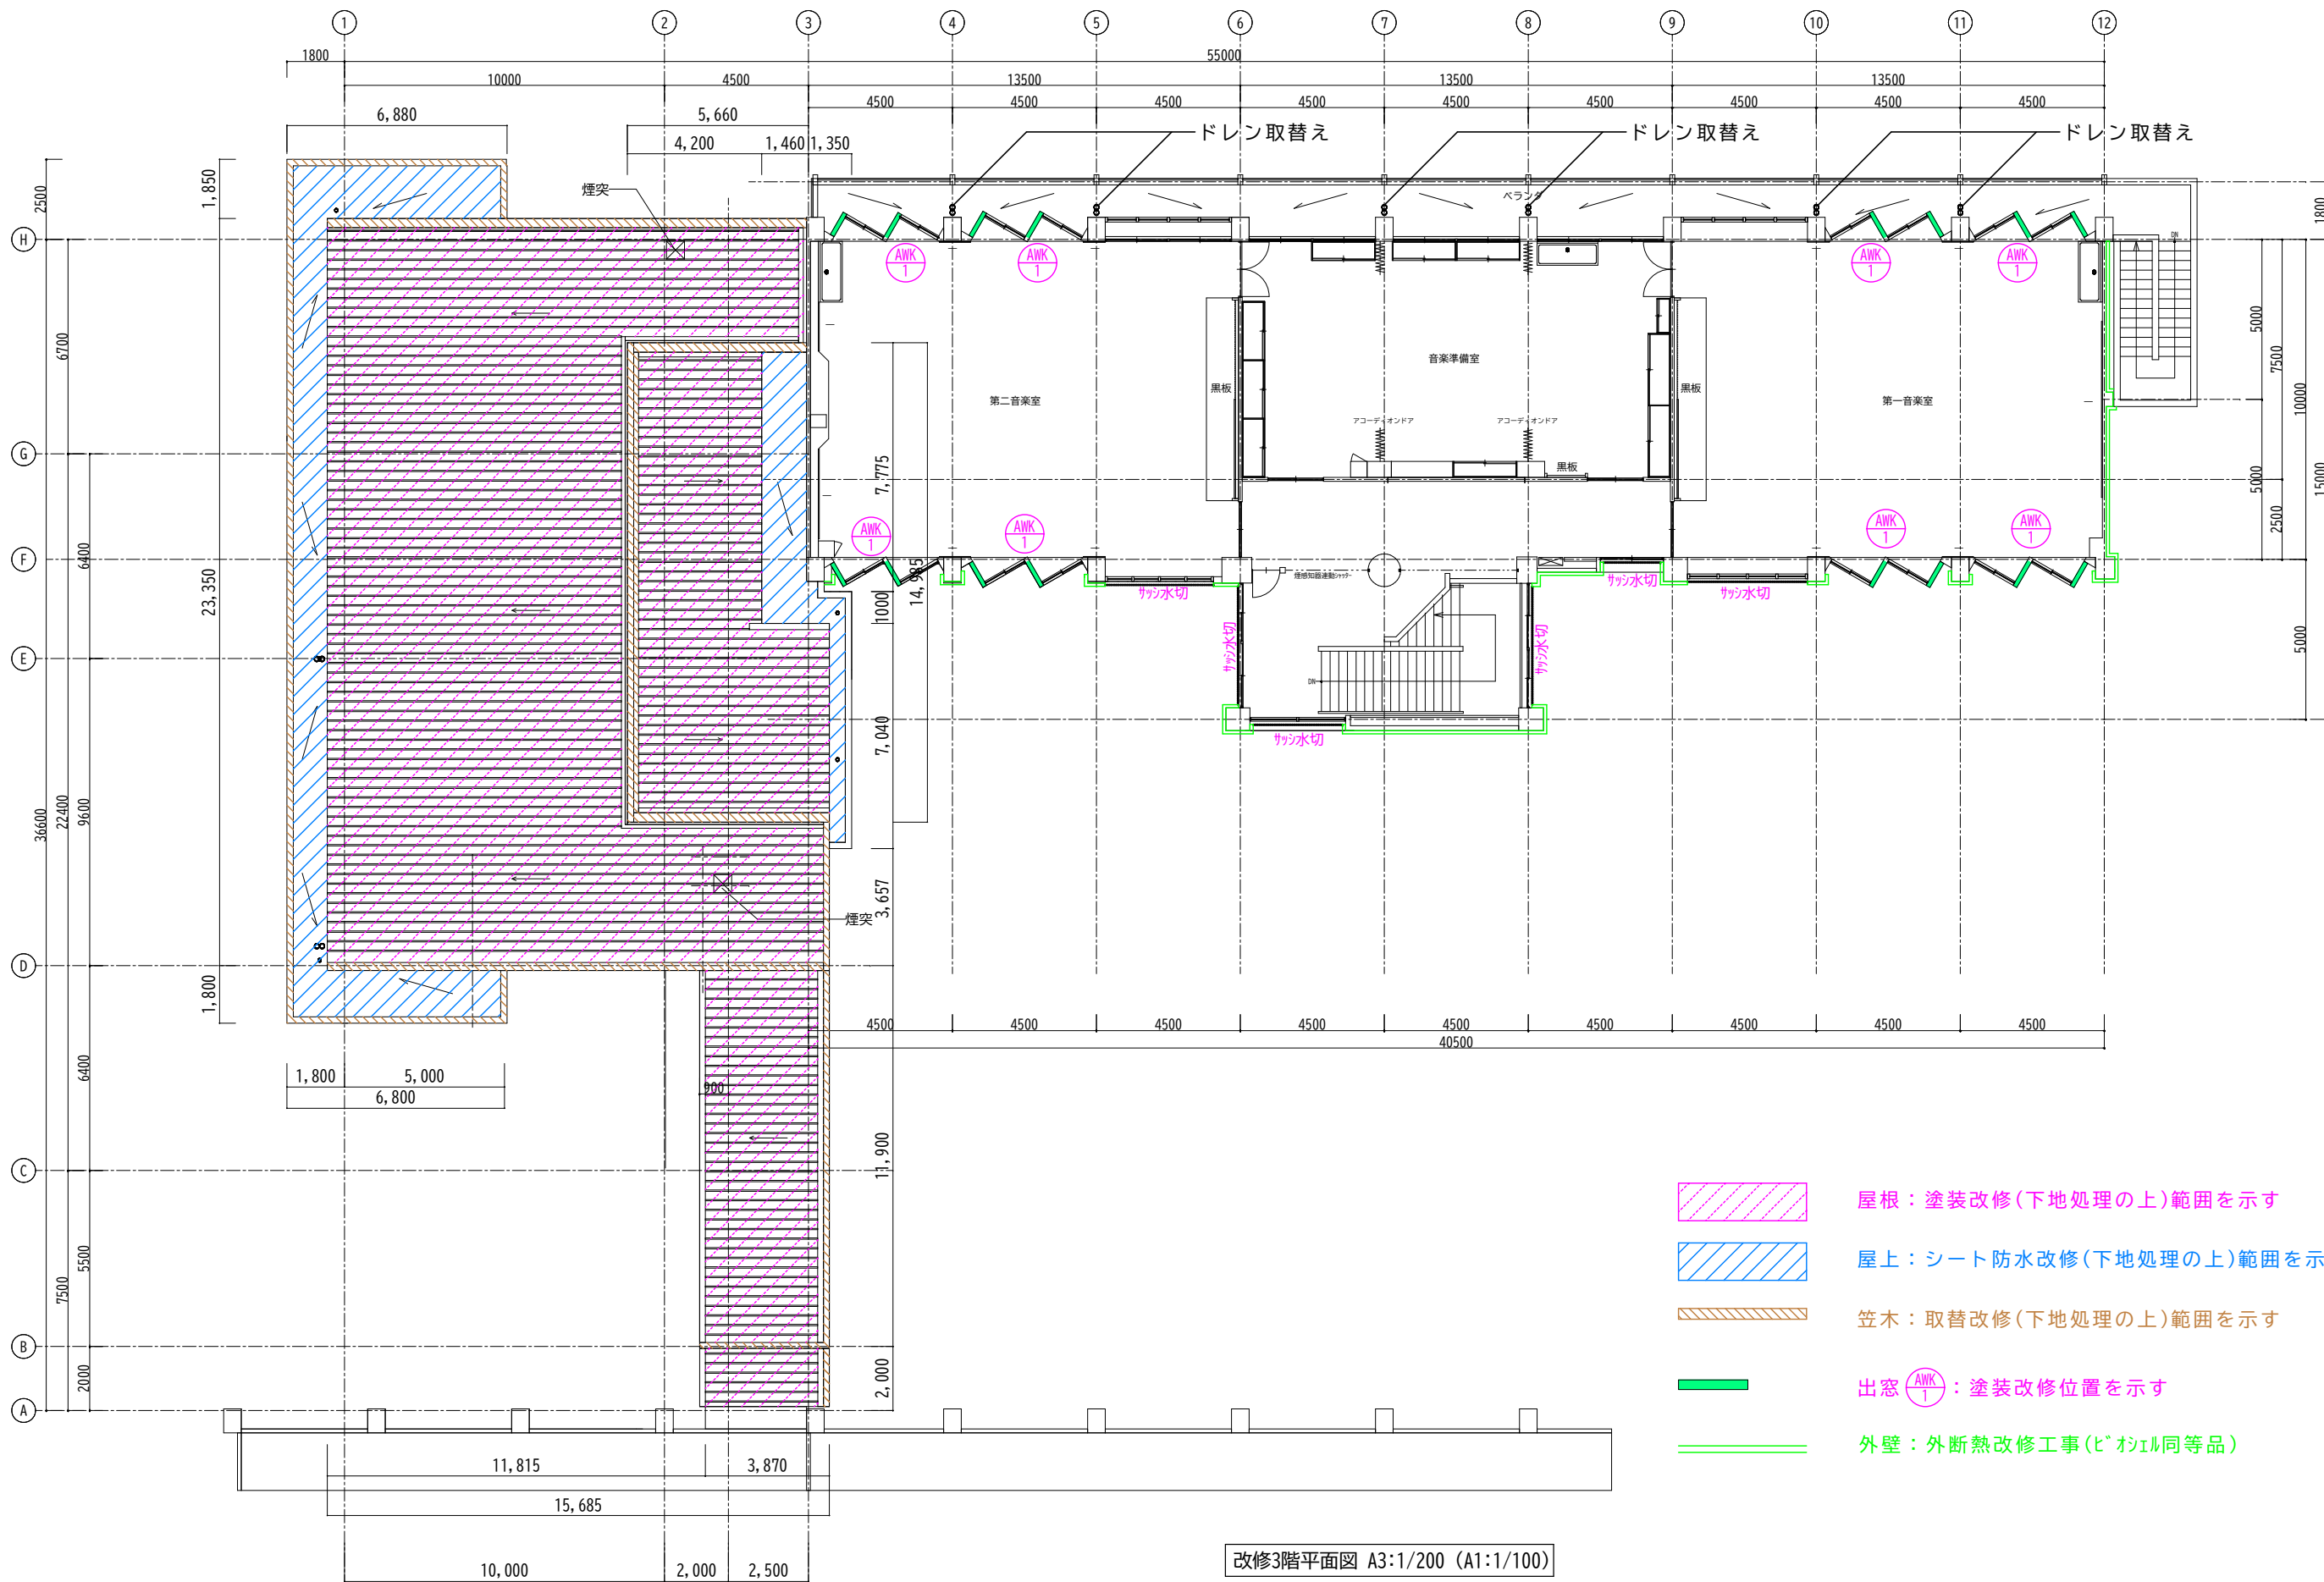 1 2 3 4 5 6 7 8 9 10 11 12
1800 55000
10000 4500 13500 13500 13500
4500 4500 4500 4500 4500 4500 4500 4500 4500
6,880 5,660
4,200 1,460 1,350
ドレン取替え ドレン取替え ドレン取替え
煙突
ベランダ
1,850
2500
1800
H
DN
AWK 1
AWK 1
AWK 1
AWK 1
6700
5000
7500
10000
15000
音楽準備室
黒板
黒板
第二音楽室
第一音楽室
アコーディオンドア アコーディオンドア
黒板
G
7,775
5000
2500
AWK 1
AWK 1
AWK 1
AWK 1
F
6400
14,985
23,350
1000
煙感知器連動シャッター
サッシ水切
サッシ水切
サッシ水切
サッシ水切
サッシ水切
5000
E
DN
7,040
サッシ水切
36600
22400
9600
3,657
煙突
D
1,800
4500 4500 4500 4500 4500 4500 4500 4500 4500
40500
1,800 5,000
6,800
6400
900
11,900
C
5500
7500
B
2000
2,000
A
屋根：塗装改修(下地処理の上)範囲を示す
屋上：シート防水改修(下地処理の上)範囲を示
笠木：取替改修(下地処理の上)範囲を示す
出窓 AWK 1 ：塗装改修位置を示す
外壁：外断熱改修工事(ビオシェル同等品)
11,815 3,870
15,685
10,000 2,000 2,500
改修3階平面図 A3:1/200 (A1:1/100)